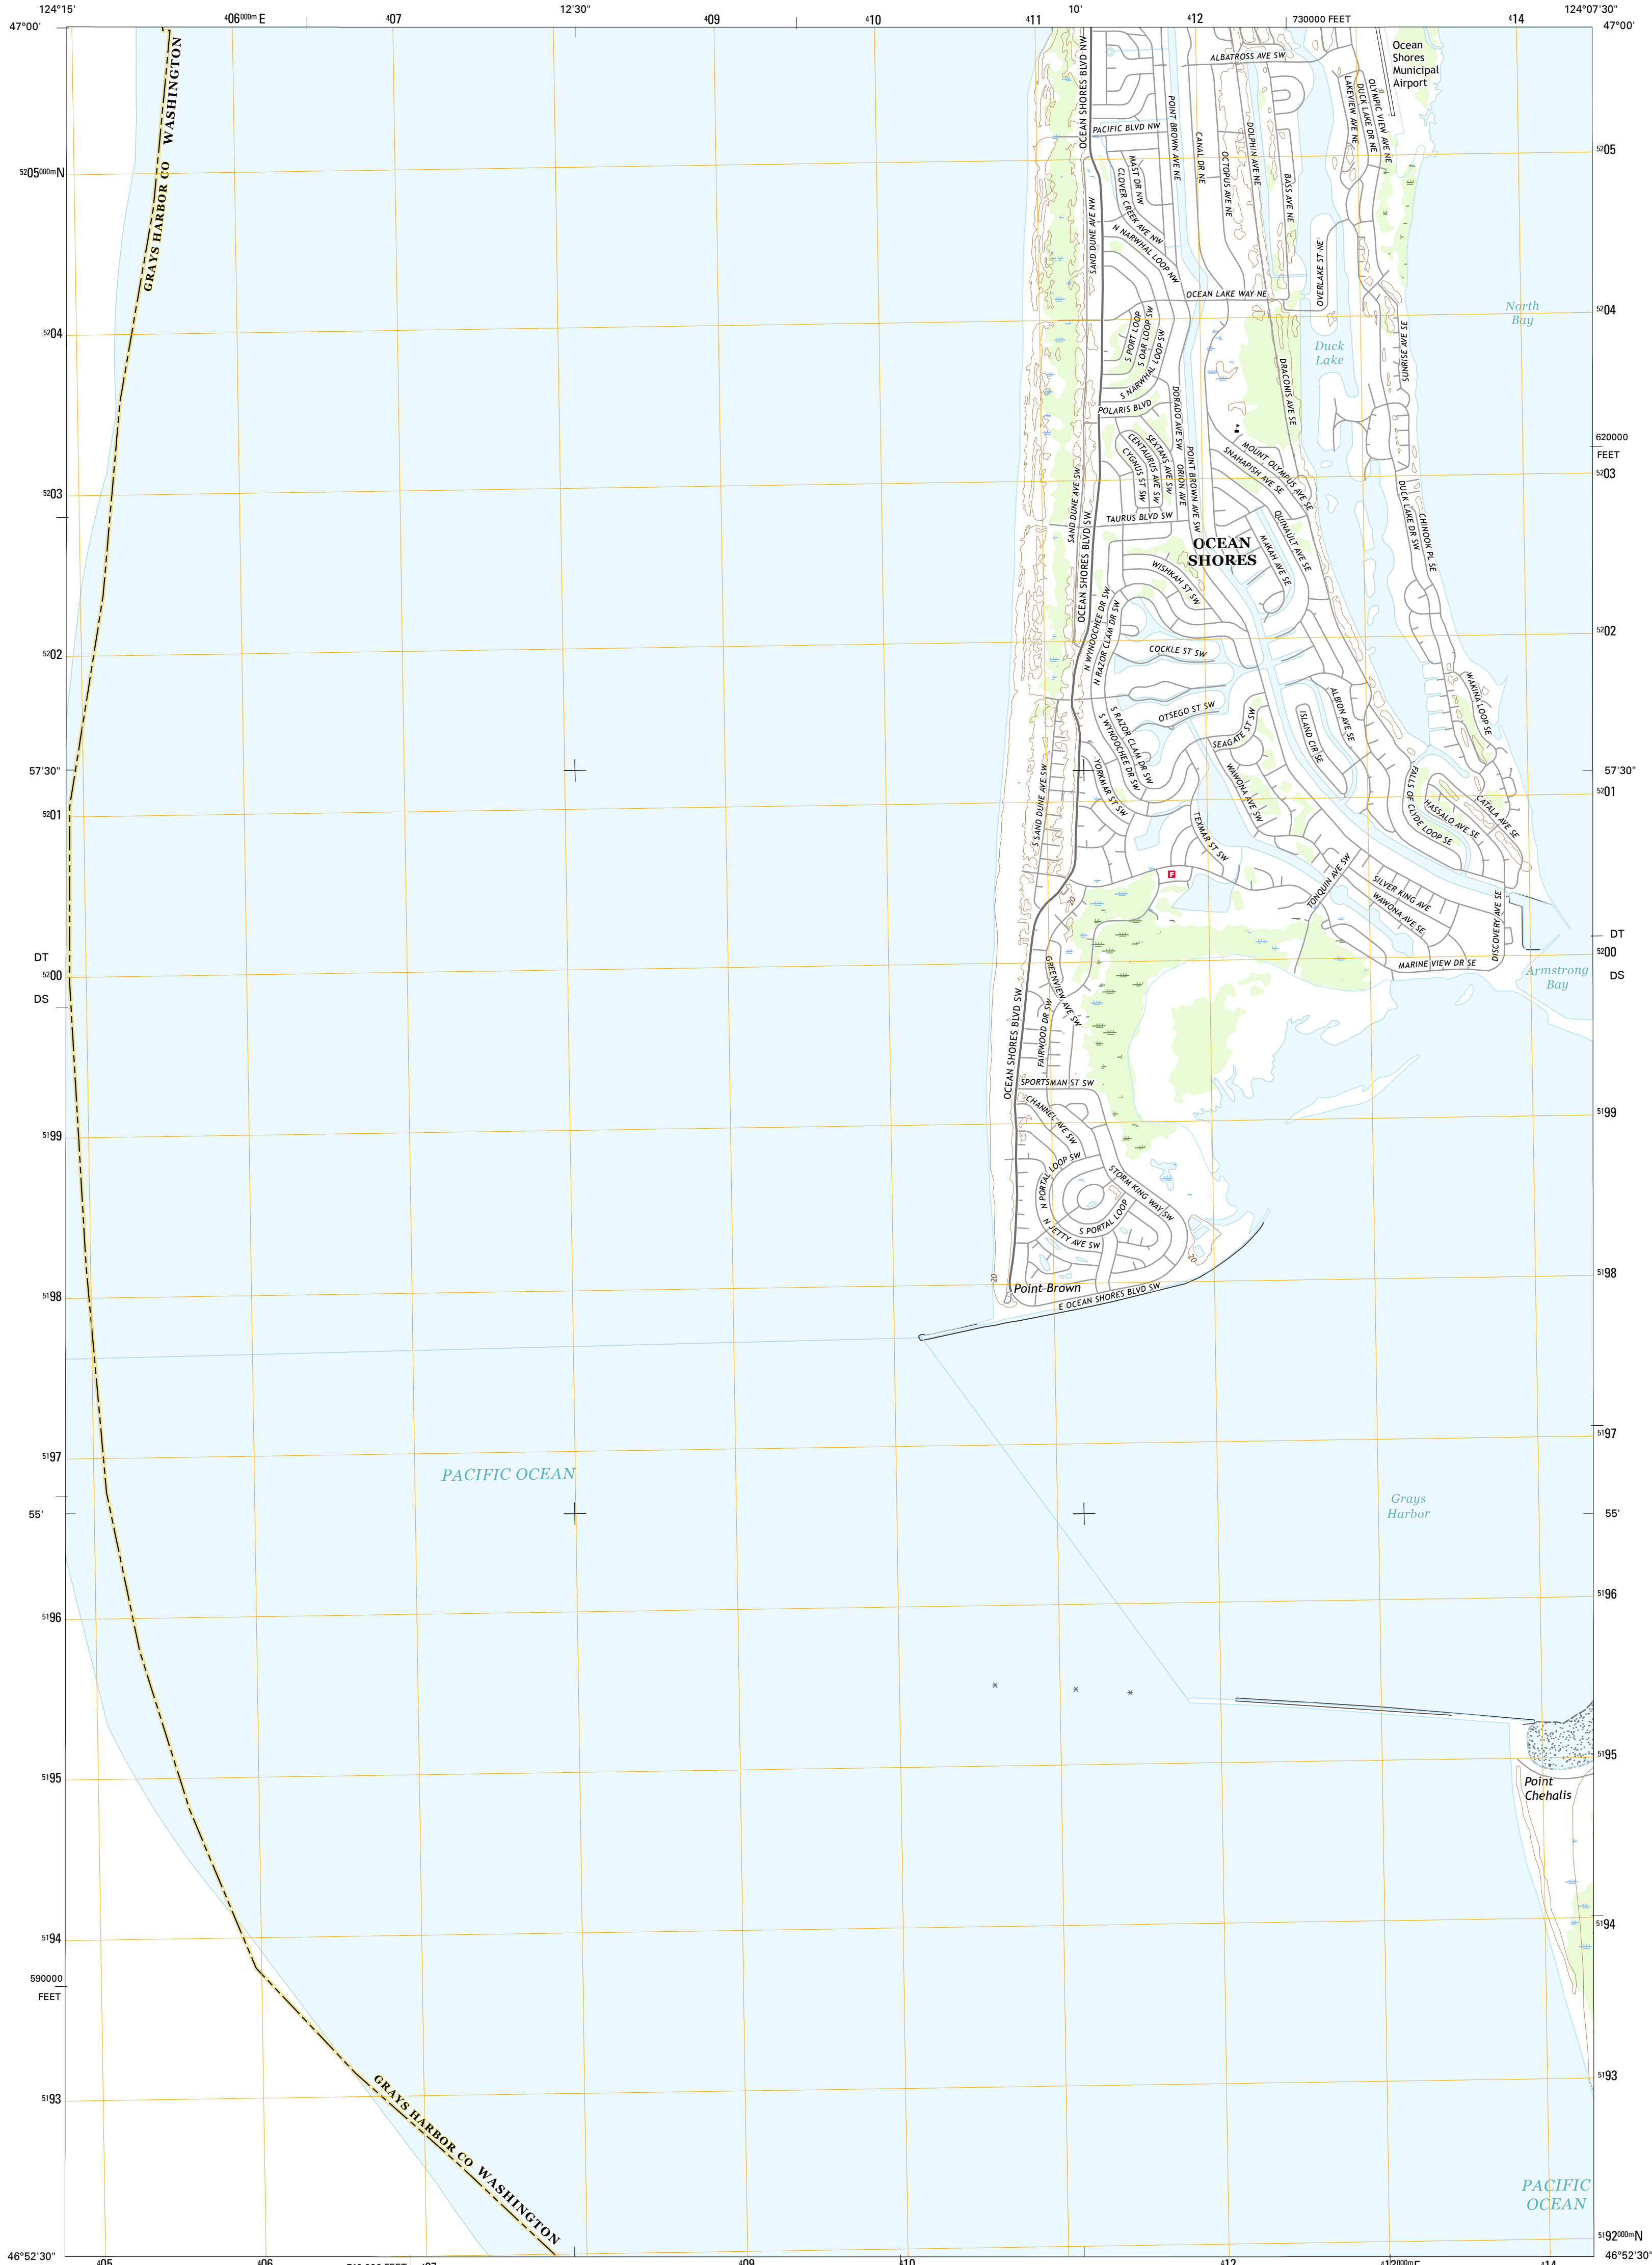 124°15'
⁴06⁰⁰⁰ᵐ E
⁴07
12'30"
⁴09
⁴10
⁴11
10'
⁴12
730000 FEET
⁴14
124°07'30"
47°00'
47°00'
WASHINGTON
GRAYS HARBOR CO
OCEAN SHORES BLVD NW
ALBATROSS AVE SW
Ocean
Shores
Municipal
Airport
LAKEVIEW AVE NE
DUCK LAKE DR NE
OLYMPIC VIEW AVE NE
PACIFIC BLVD NW
POINT BROWN AVE NE
CANAL DR NE
OCTOPUS AVE NE
DOLPHIN AVE NE
BASS AVE NE
MAST DR NW
CLOVER CREEK AVE NW
N NARWHAL LOOP NW
SAND DUNE AVE NW
⁵²05⁰⁰⁰ᵐN
⁵²05
OCEAN LAKE WAY NE
OVERLAKE ST NE
North
Bay
⁵²04
⁵²04
Duck
Lake
S PORT LOOP
S OAR LOOP SW
S NARWHAL LOOP SW
SUNRISE AVE SE
DRACONIS AVE SE
POLARIS BLVD
DORADO AVE SW
620000
FEET
CENTAURUS AVE SW
SEXTANS AVE SW
CYGNUS ST SW
ORION AVE
POINT BROWN AVE SW
MOUNT OLYMPUS AVE SE
SNAHAPISH AVE SE
⁵²03
⁵²03
SAND DUNE AVE SW
TAURUS BLVD SW
OCEAN SHORES BLVD SW
OCEAN
SHORES
QUINAULT AVE SE
MAKAH AVE SE
DUCK LAKE DR SW
CHINOOK PL SE
WISHKAH ST SW
N WYNOOCHEE DR SW
N RAZOR CLAM DR SW
⁵²02
⁵²02
COCKLE ST SW
OTSEGO ST SW
S RAZOR CLAM DR SW
S WYNOOCHEE DR SW
SEAGATE ST SW
ISLAND CIR SE
ALBION AVE SE
WAKINA LOOP SE
57'30"
57'30"
YORKMAR ST SW
S SAND DUNE AVE SW
WAWONA AVE SW
TEXMAR ST SW
FALLS OF CLYDE LOOP SE
HASSALO AVE SE
CATALA AVE SE
⁵²01
⁵²01
F
TONQUIN AVE SW
SILVER KING AVE
WAWONA AVE SE
DISCOVERY AVE SE
20
DT
⁵²00
DS
DT
⁵²00
DS
MARINE VIEW DR SE
Armstrong
Bay
GREENVIEW AVE SW
FAIRWOOD DR SW
OCEAN SHORES BLVD SW
SPORTSMAN ST SW
⁵¹99
⁵¹99
CHANNEL AVE SW
N PORTAL LOOP SW
STORM KING WAY SW
S PORTAL LOOP
N JETTY AVE SW
20
20
⁵¹98
⁵¹98
Point Brown
E OCEAN SHORES BLVD SW
⁵¹97
⁵¹97
PACIFIC OCEAN
Grays
Harbor
55'
55'
⁵¹96
⁵¹96
⁵¹95
⁵¹95
Point
Chehalis
⁵¹94
⁵¹94
590000
FEET
⁵¹93
⁵¹93
GRAYS HARBOR CO
WASHINGTON
PACIFIC
OCEAN
⁵¹92⁰⁰⁰ᵐN
46°52'30"
46°52'30"